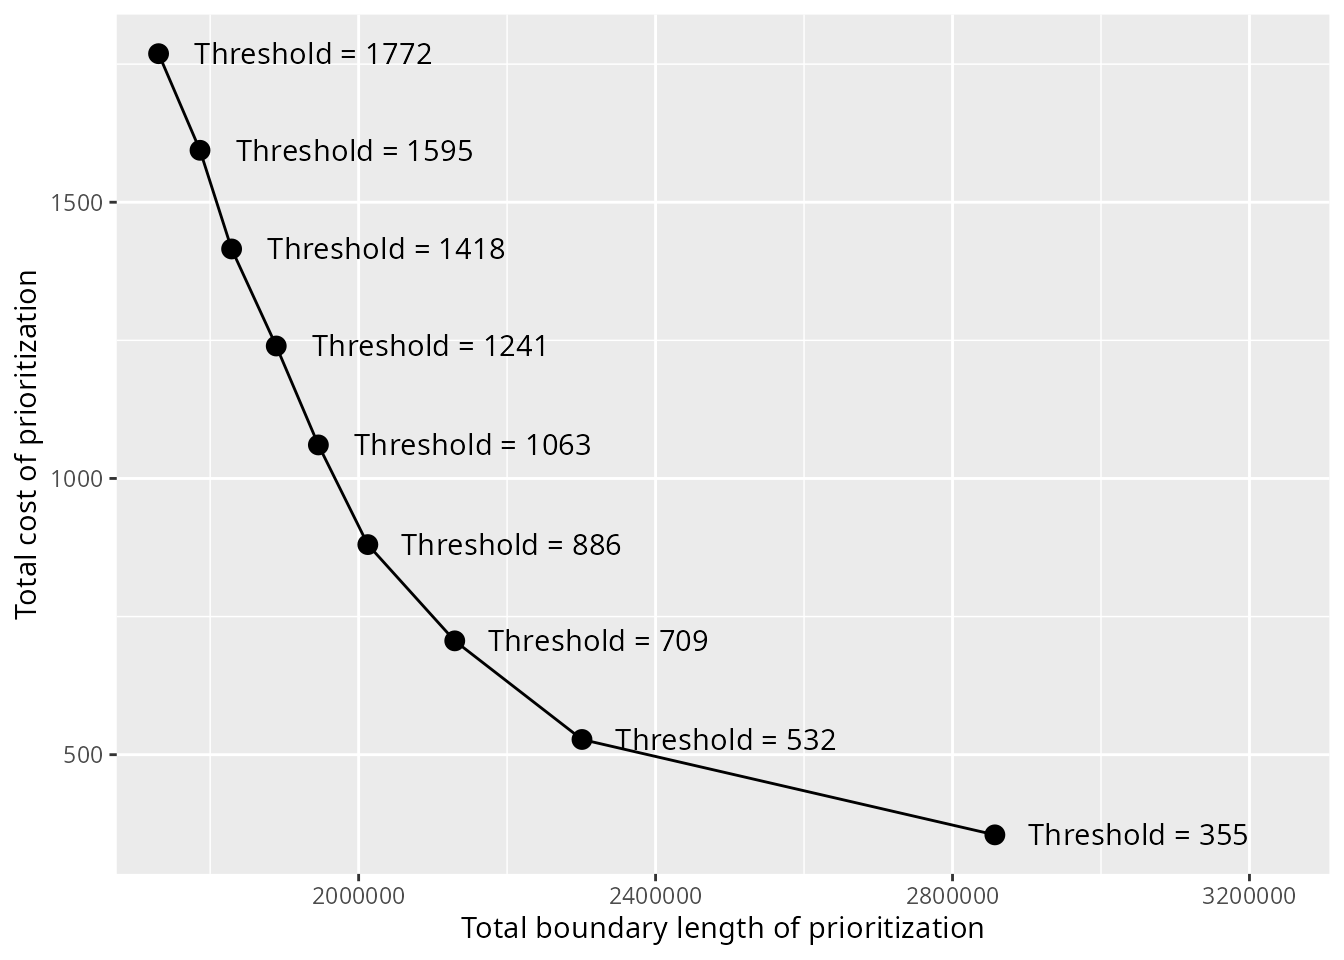 Threshold = 1772
Threshold = 1595
1500
Threshold = 1418
Threshold = 1241
Threshold = 1063
1000
Threshold = 886
Threshold = 709
Threshold = 532
500
Threshold = 355
Total cost of prioritization
2000000 2400000 2800000 3200000
Total boundary length of prioritization